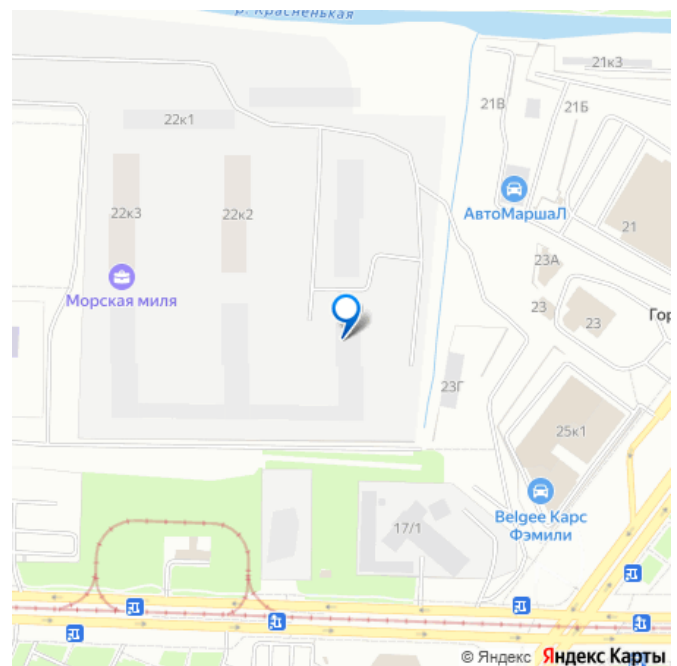 р. Красненькая
21к3
21В
21Б
22к1
22к3
22к2
АвтоМаршаЛ
21
23А
Морская миля
23
23
Гор
23Г
25к1
Belgee Карс
Фэмили
17/1
© Яндекс Яндекс Карты